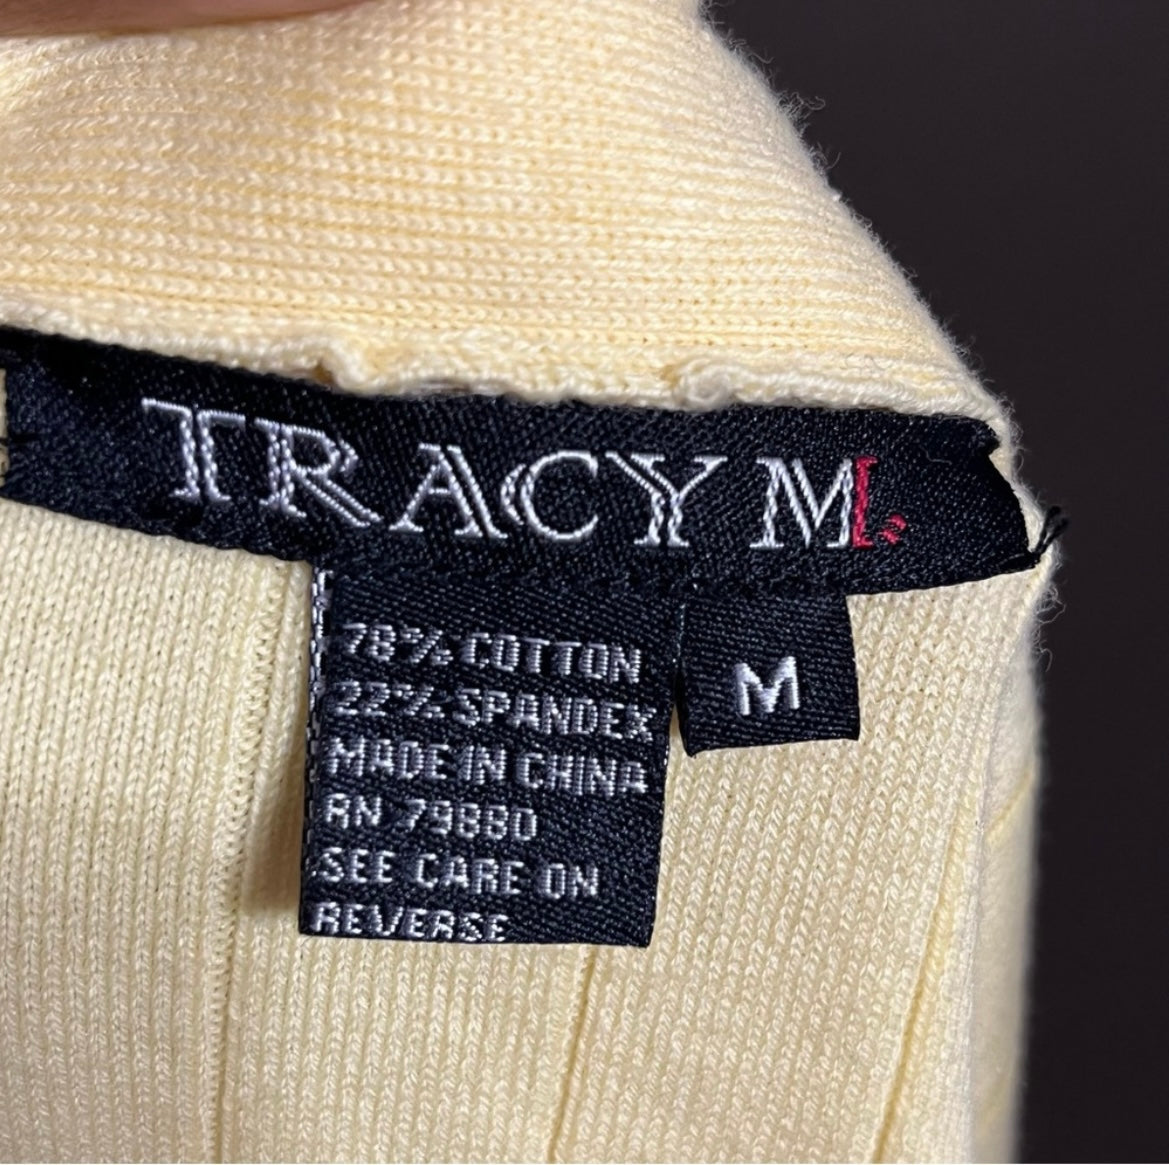 TRACY M.
M
78% COTTON
22% SPANDEX
MADE IN CHINA
RN 79880
SEE CARE ON
REVERSE